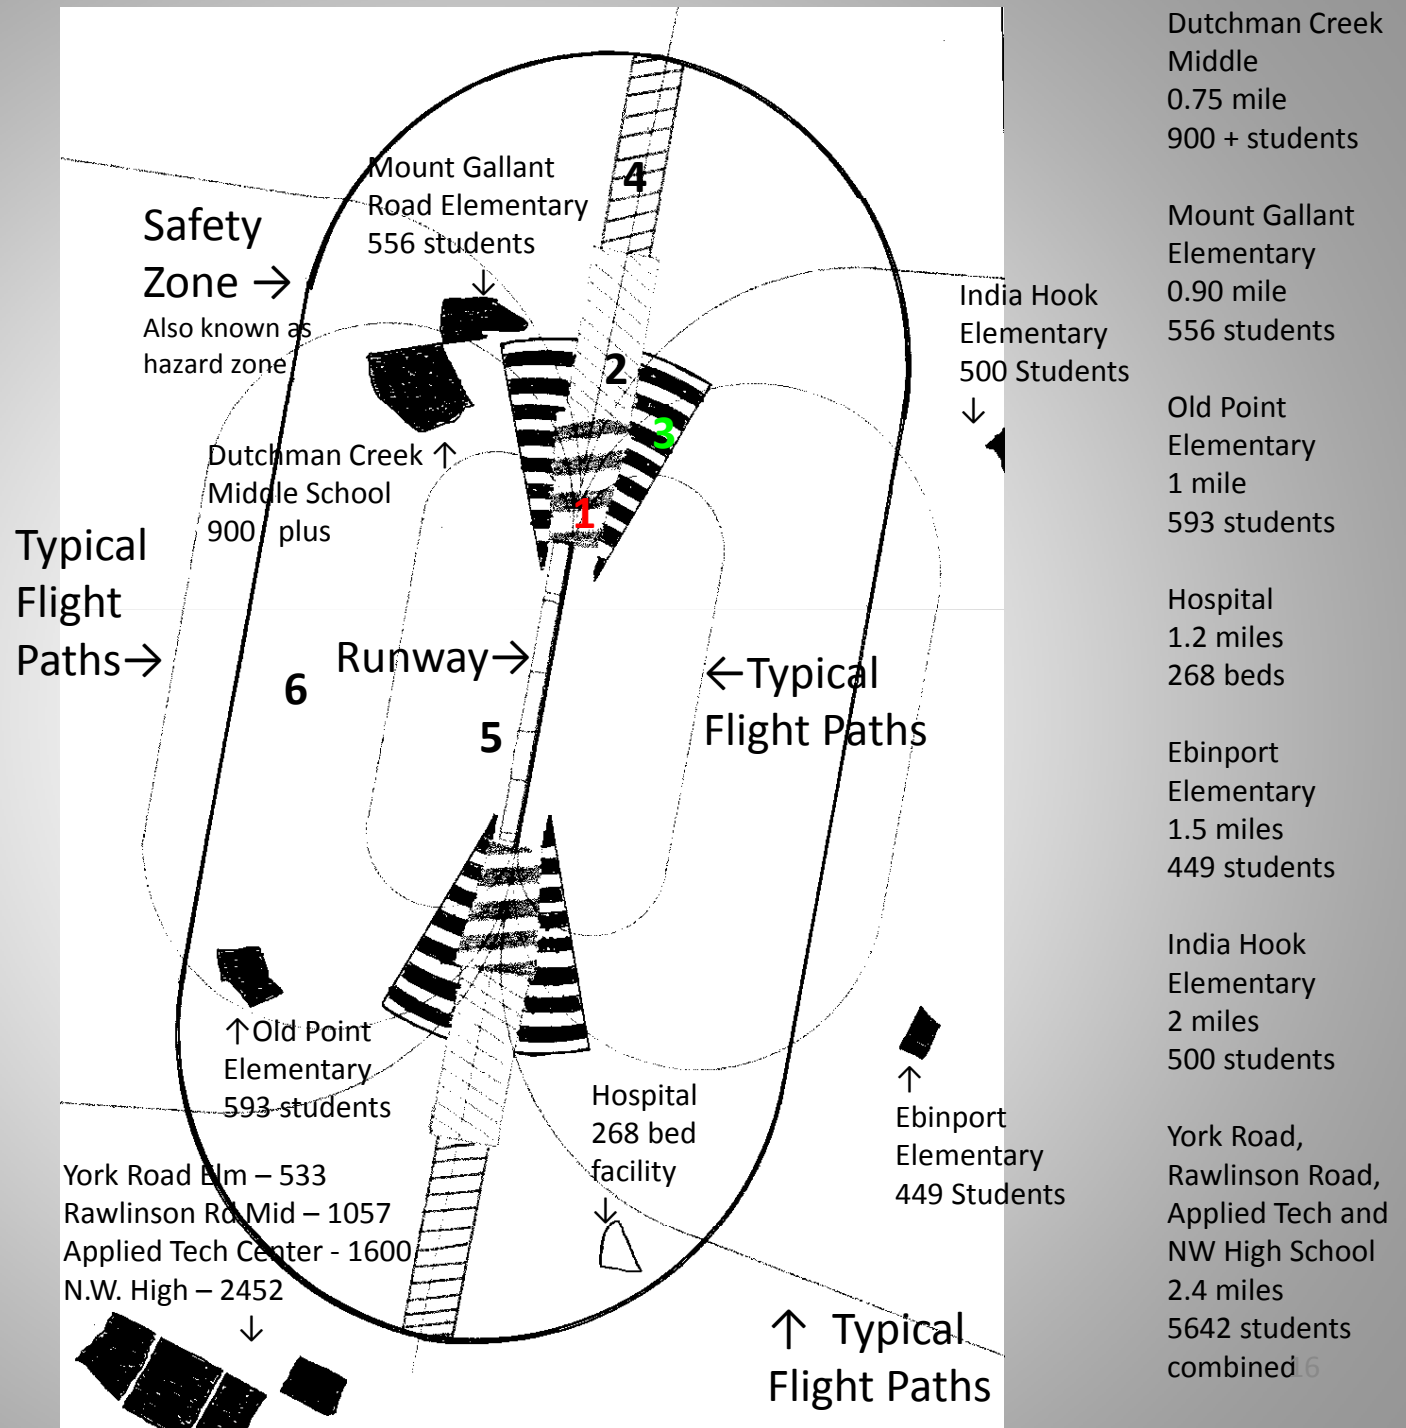 Mount Gallant
Road Elementary
556 students
↓
Safety
Zone →
Also known as
hazard zone
4
2
3
1
India Hook
Elementary
500 Students
↓
Dutchman Creek ↑
Middle School
900 plus
Typical
Flight
Paths→
Runway→
6
5
←Typical
Flight Paths
↑Old Point
Elementary
593 students
Hospital
268 bed
facility
↓
↑
Ebinport
Elementary
449 Students
York Road Elm – 533
Rawlinson Rd Mid – 1057
Applied Tech Center - 1600
N.W. High – 2452
↓
↑ Typical
Flight Paths
Dutchman Creek
Middle
0.75 mile
900 + students
Mount Gallant
Elementary
0.90 mile
556 students
Old Point
Elementary
1 mile
593 students
Hospital
1.2 miles
268 beds
Ebinport
Elementary
1.5 miles
449 students
India Hook
Elementary
2 miles
500 students
York Road,
Rawlinson Road,
Applied Tech and
NW High School
2.4 miles
5642 students
combined
16